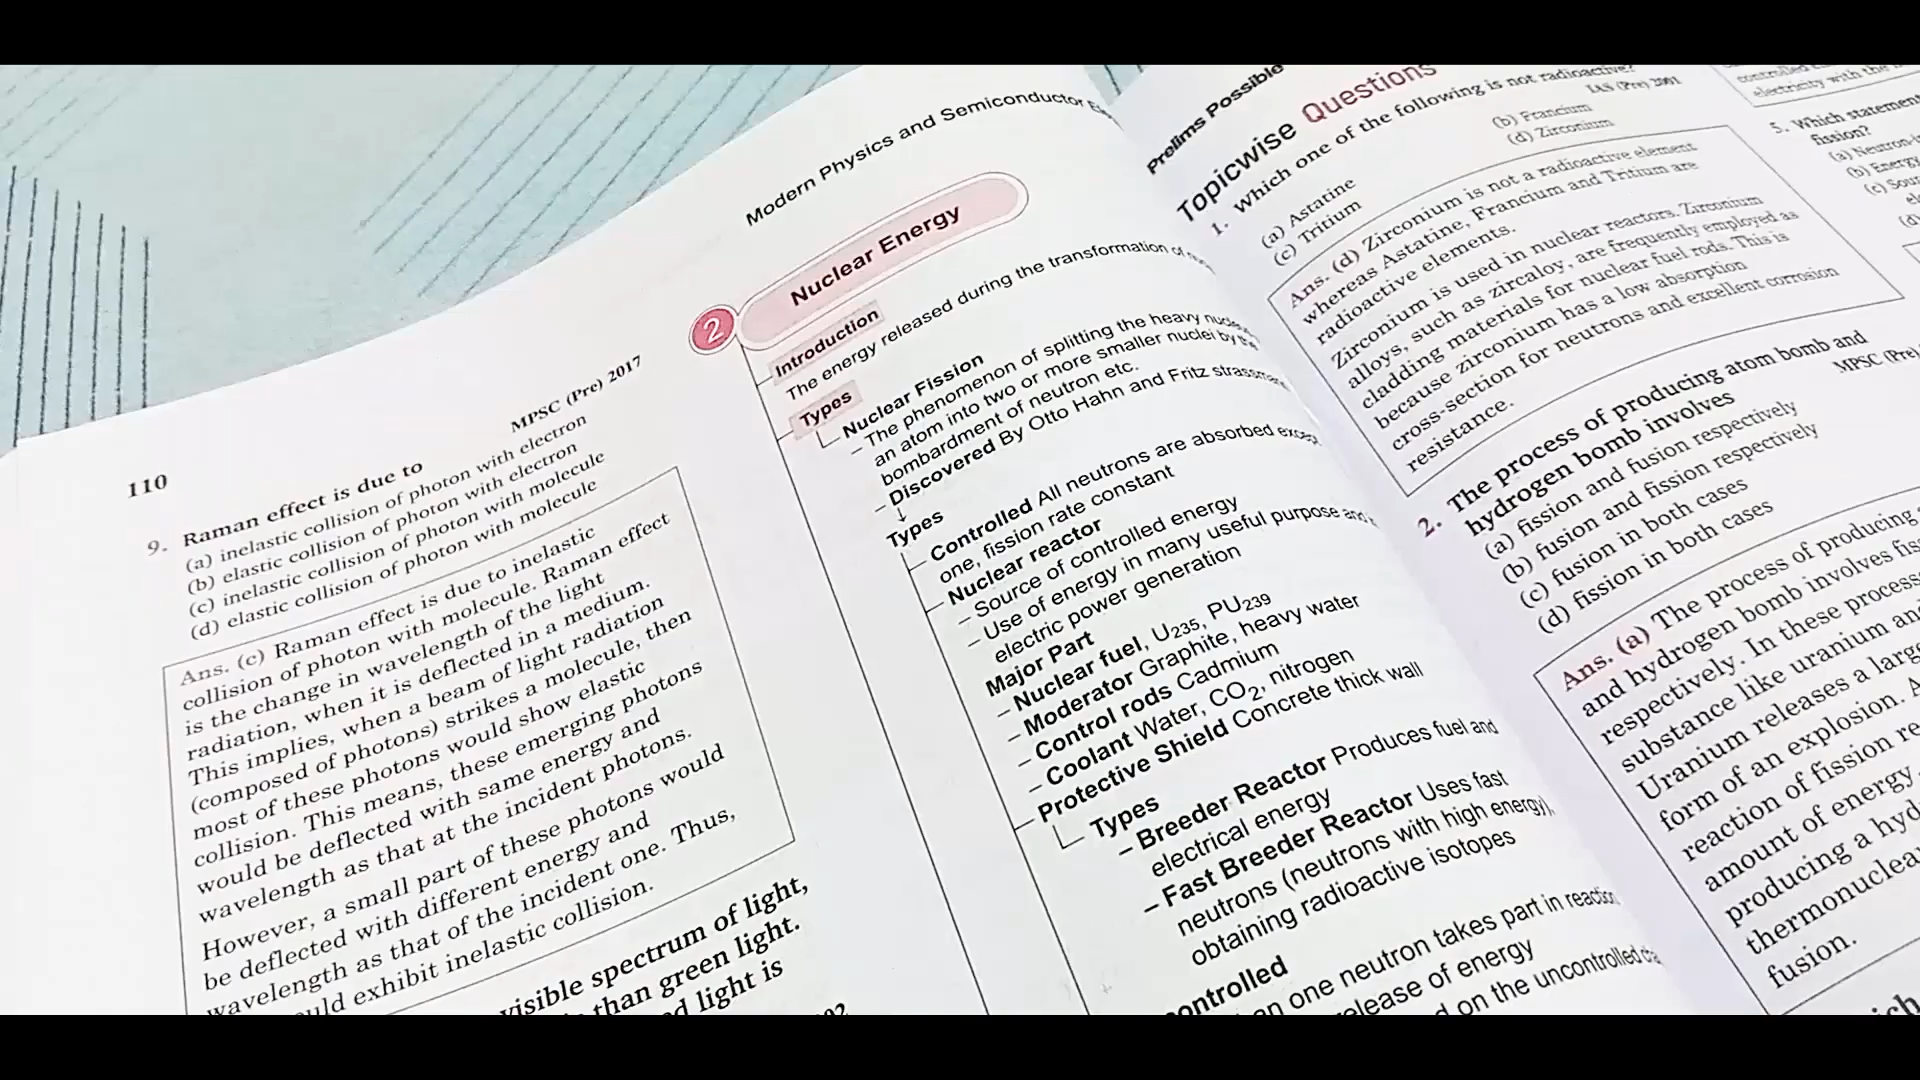 110
Modern Physics and Semiconductor
9. Raman effect is due to
MPSC (Pre) 2017
(a) inelastic collision of photon with electron
(b) elastic collision of photon with electron
(c) inelastic collision of photon with molecule
(d) elastic collision of photon with molecule
Ans. (c) Raman effect is due to inelastic
collision of photon with molecule. Raman effect
is the change in wavelength of the light
radiation, when it is deflected in a medium.
This implies, when a beam of light radiation
(composed of photons) strikes a molecule, then
most of these photons would show elastic
collision. This means, these emerging photons
would be deflected with same energy and
wavelength as that at the incident photons.
However, a small part of these photons would
be deflected with different energy and
wavelength as that of the incident one. Thus,
exhibit inelastic collision.
visible spectrum of light,
than green light.
light is
2 Nuclear Energy
Introduction
The energy released during the transformation of
Types
Nuclear Fission
– The phenomenon of splitting the heavy
an atom into two or more smaller nuclei by
bombardment of neutron etc.
– Discovered By Otto Hahn and Fritz
Types
Controlled All neutrons are absorbed
one, fission rate constant
Nuclear reactor
– Source of controlled energy
– Use of energy in many useful purpose and
electric power generation
Major Part
– Nuclear fuel, U235, PU239
– Moderator Graphite, heavy water
– Control rods Cadmium
– Coolant Water, CO2, nitrogen
Protective Shield Concrete thick wall
Types
– Breeder Reactor Produces fuel and
electrical energy
– Fast Breeder Reactor Uses fast
neutrons (neutrons with high energy),
obtaining radioactive isotopes
one neutron takes part in
release of energy
on the uncontrolled
Prelims Possible
Topicwise Questions
1. Which one of the following is not radioactive?
IAS (Pre) 2001
(a) Astatine (b) Francium
(c) Tritium (d) Zirconium
Ans. (d) Zirconium is not a radioactive element
whereas Astatine, Francium and Tritium are
radioactive elements.
Zirconium is used in nuclear reactors. Zirconium
alloys, such as zircaloy, are frequently employed as
cladding materials for nuclear fuel rods. This is
because zirconium has a low absorption
cross-section for neutrons and excellent corrosion
resistance.
2. The process of producing atom bomb and
hydrogen bomb involves
MPSC (Pre)
(a) fission and fusion respectively
(b) fusion and fission respectively
(c) fusion in both cases
(d) fission in both cases
Ans. (a) The process of producing
and hydrogen bomb involves
respectively. In these
substance like uranium
Uranium releases a
form of an explosion.
reaction of fission
amount of energy
producing a
fusion.
electricity with the
5. Which statement
fission?
(a)
(b) Energy
(c)
(d)